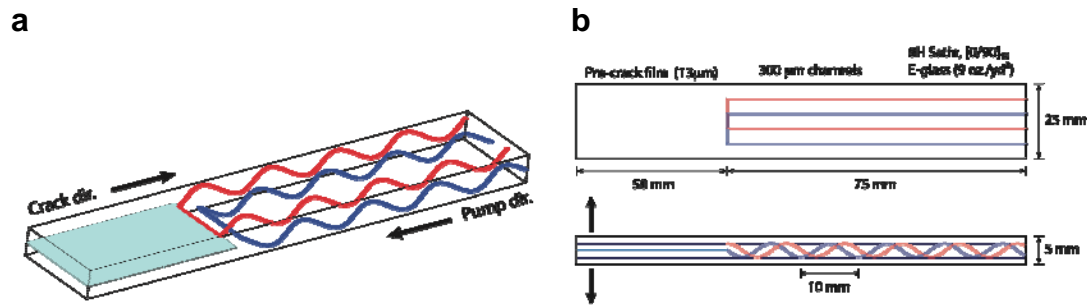 a
b
Crack dir.
Pump dir.
Pre-crack film (13μm)
300 μm channels
8H Satin, [0/90]
E-glass (9 oz./yd²)
25 mm
58 mm
75 mm
5 mm
10 mm